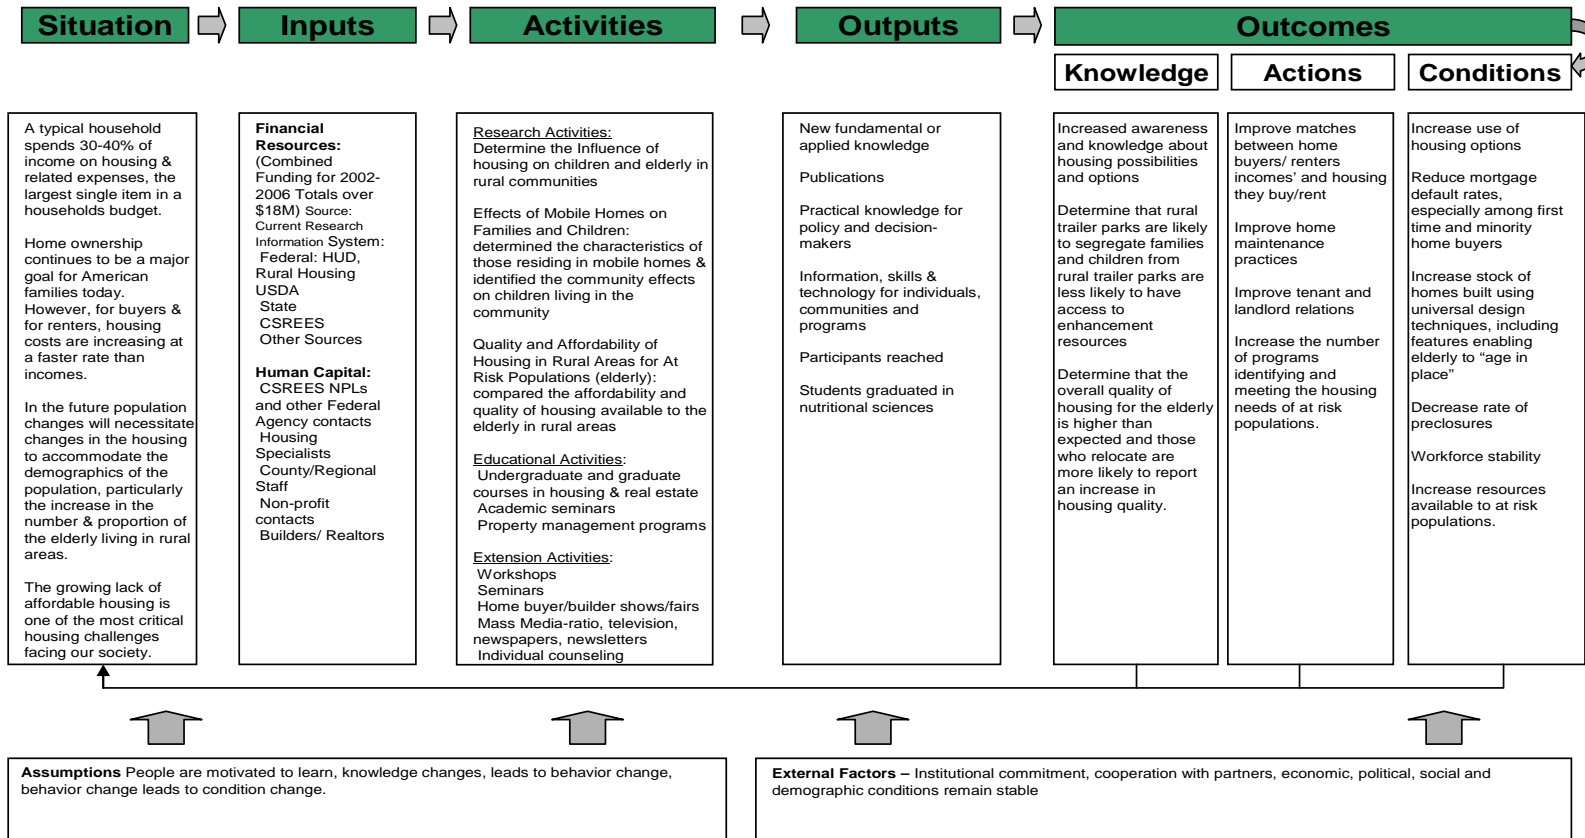 Situation
Inputs
Activities
Outputs
Outcomes
Knowledge
Actions
Conditions
A typical household
spends 30-40% of
income on housing &
related expenses, the
largest single item in a
households budget.
Home ownership
continues to be a major
goal for American
families today.
However, for buyers &
for renters, housing
costs are increasing at
a faster rate than
incomes.
In the future population
changes will necessitate
changes in the housing
to accommodate the
demographics of the
population, particularly
the increase in the
number & proportion of
the elderly living in rural
areas.
The growing lack of
affordable housing is
one of the most critical
housing challenges
facing our society.
Financial
Resources:
(Combined
Funding for 2002-
2006 Totals over
$18M) Source:
Current Research
Information System:
Federal: HUD,
Rural Housing
USDA
State
CSREES
Other Sources
Human Capital:
CSREES NPLs
and other Federal
Agency contacts
Housing
Specialists
County/Regional
Staff
Non-profit
contacts
Builders/ Realtors
Research Activities:
Determine the Influence of
housing on children and elderly in
rural communities
Effects of Mobile Homes on
Families and Children:
determined the characteristics of
those residing in mobile homes &
identified the community effects
on children living in the
community
Quality and Affordability of
Housing in Rural Areas for At
Risk Populations (elderly):
compared the affordability and
quality of housing available to the
elderly in rural areas
Educational Activities:
Undergraduate and graduate
courses in housing & real estate
Academic seminars
Property management programs
Extension Activities:
Workshops
Seminars
Home buyer/builder shows/fairs
Mass Media-ratio, television,
newspapers, newsletters
Individual counseling
New fundamental or
applied knowledge
Publications
Practical knowledge for
policy and decision-
makers
Information, skills &
technology for individuals,
communities and
programs
Participants reached
Students graduated in
nutritional sciences
Increased awareness
and knowledge about
housing possibilities
and options
Determine that rural
trailer parks are likely
to segregate families
and children from
rural trailer parks are
less likely to have
access to
enhancement
resources
Determine that the
overall quality of
housing for the elderly
is higher than
expected and those
who relocate are
more likely to report
an increase in
housing quality.
Improve matches
between home
buyers/ renters
incomes’ and housing
they buy/rent
Improve home
maintenance
practices
Improve tenant and
landlord relations
Increase the number
of programs
identifying and
meeting the housing
needs of at risk
populations.
Increase use of
housing options
Reduce mortgage
default rates,
especially among first
time and minority
home buyers
Increase stock of
homes built using
universal design
techniques, including
features enabling
elderly to “age in
place”
Decrease rate of
preclosures
Workforce stability
Increase resources
available to at risk
populations.
Assumptions People are motivated to learn, knowledge changes, leads to behavior change,
behavior change leads to condition change.
External Factors – Institutional commitment, cooperation with partners, economic, political, social and
demographic conditions remain stable